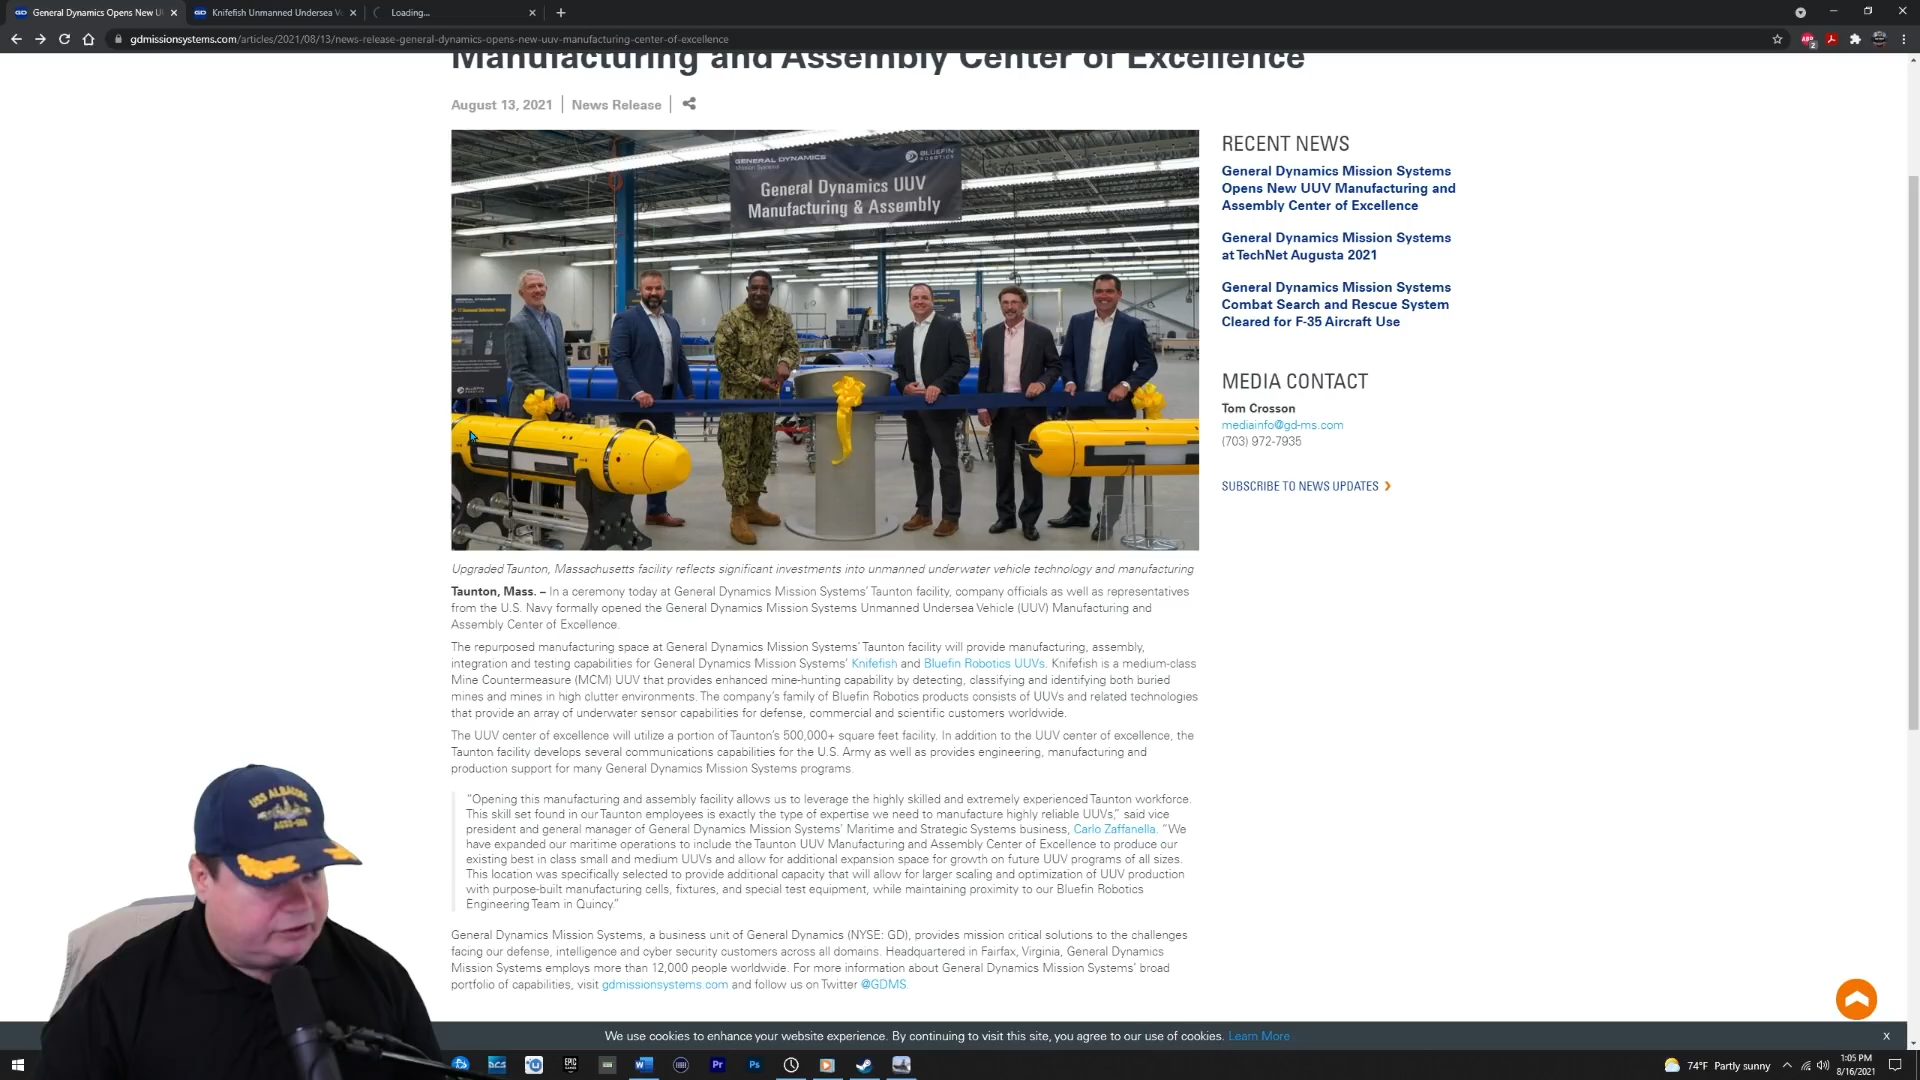 General Dynamics Opens New U
Knifefish Unmanned Undersea V
Loading...
gdmissionsystems.com/articles/2021/08/13/news-release-general-dynamics-opens-new-uuv-manufacturing-center-of-excellence
Manufacturing and Assembly Center of Excellence
August 13, 2021 | News Release |
GENERAL DYNAMICS
Mission Systems
BLUEFIN
ROBOTICS
General Dynamics UUV
Manufacturing & Assembly
Upgraded Taunton, Massachusetts facility reflects significant investments into unmanned underwater vehicle technology and manufacturing
Taunton, Mass. – In a ceremony today at General Dynamics Mission Systems' Taunton facility, company officials as well as representatives
from the U.S. Navy formally opened the General Dynamics Mission Systems Unmanned Undersea Vehicle (UUV) Manufacturing and
Assembly Center of Excellence.
The repurposed manufacturing space at General Dynamics Mission Systems' Taunton facility will provide manufacturing, assembly,
integration and testing capabilities for General Dynamics Mission Systems' Knifefish and Bluefin Robotics UUVs. Knifefish is a medium-class
Mine Countermeasure (MCM) UUV that provides enhanced mine-hunting capability by detecting, classifying and identifying both buried
mines and mines in high clutter environments. The company's family of Bluefin Robotics products consists of UUVs and related technologies
that provide an array of underwater sensor capabilities for defense, commercial and scientific customers worldwide.
The UUV center of excellence will utilize a portion of Taunton's 500,000+ square feet facility. In addition to the UUV center of excellence, the
Taunton facility develops several communications capabilities for the U.S. Army as well as provides engineering, manufacturing and
production support for many General Dynamics Mission Systems programs.
"Opening this manufacturing and assembly facility allows us to leverage the highly skilled and extremely experienced Taunton workforce.
This skill set found in our Taunton employees is exactly the type of expertise we need to manufacture highly reliable UUVs," said vice
president and general manager of General Dynamics Mission Systems' Maritime and Strategic Systems business, Carlo Zaffanella. "We
have expanded our maritime operations to include the Taunton UUV Manufacturing and Assembly Center of Excellence to produce our
existing best in class small and medium UUVs and allow for additional expansion space for growth on future UUV programs of all sizes.
This location was specifically selected to provide additional capacity that will allow for larger scaling and optimization of UUV production
with purpose-built manufacturing cells, fixtures, and special test equipment, while maintaining proximity to our Bluefin Robotics
Engineering Team in Quincy."
General Dynamics Mission Systems, a business unit of General Dynamics (NYSE: GD), provides mission critical solutions to the challenges
facing our defense, intelligence and cyber security customers across all domains. Headquartered in Fairfax, Virginia, General Dynamics
Mission Systems employs more than 12,000 people worldwide. For more information about General Dynamics Mission Systems' broad
portfolio of capabilities, visit gdmissionsystems.com and follow us on Twitter @GDMS.
RECENT NEWS
General Dynamics Mission Systems
Opens New UUV Manufacturing and
Assembly Center of Excellence
General Dynamics Mission Systems
at TechNet Augusta 2021
General Dynamics Mission Systems
Combat Search and Rescue System
Cleared for F-35 Aircraft Use
MEDIA CONTACT
Tom Crosson
mediainfo@gd-ms.com
(703) 972-7935
SUBSCRIBE TO NEWS UPDATES
USS ALBACORE
AGSS-569
We use cookies to enhance your website experience. By continuing to visit this site, you agree to our use of cookies. Learn More
X
74°F Partly sunny
1:05 PM
8/16/2021